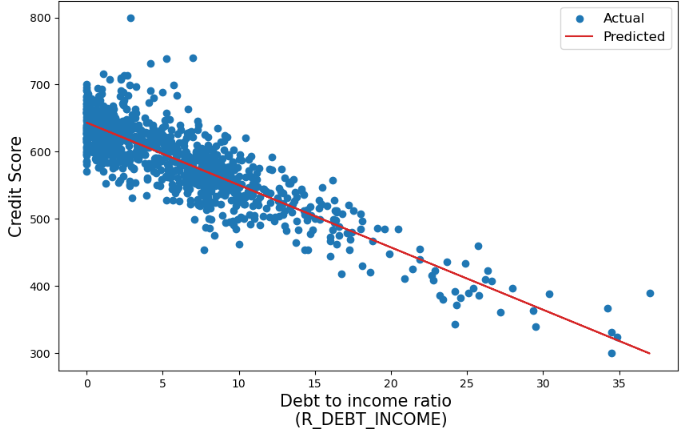 Actual
Predicted
800
700
600
500
400
300
Credit Score
0 5 10 15 20 25 30 35
Debt to income ratio
(R_DEBT_INCOME)